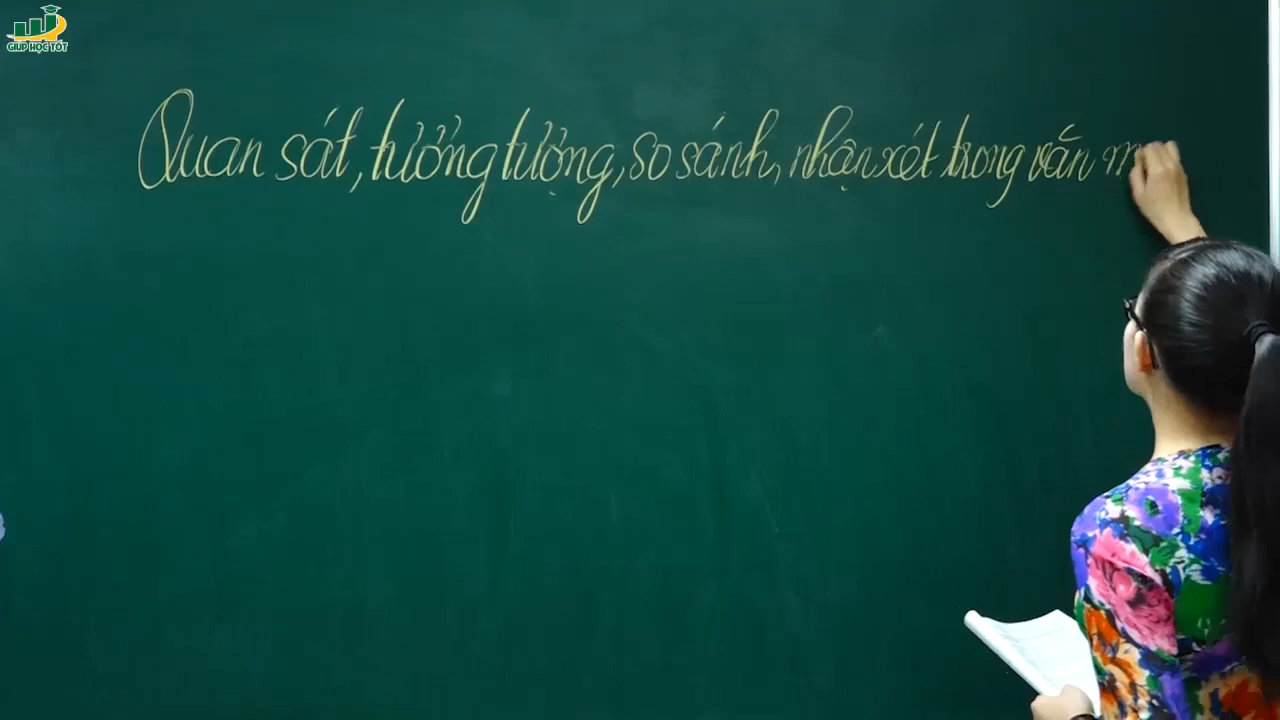 GIÚP HỌC TỐT
Quan sát, tưởng tượng, so sánh, nhận xét trong văn m